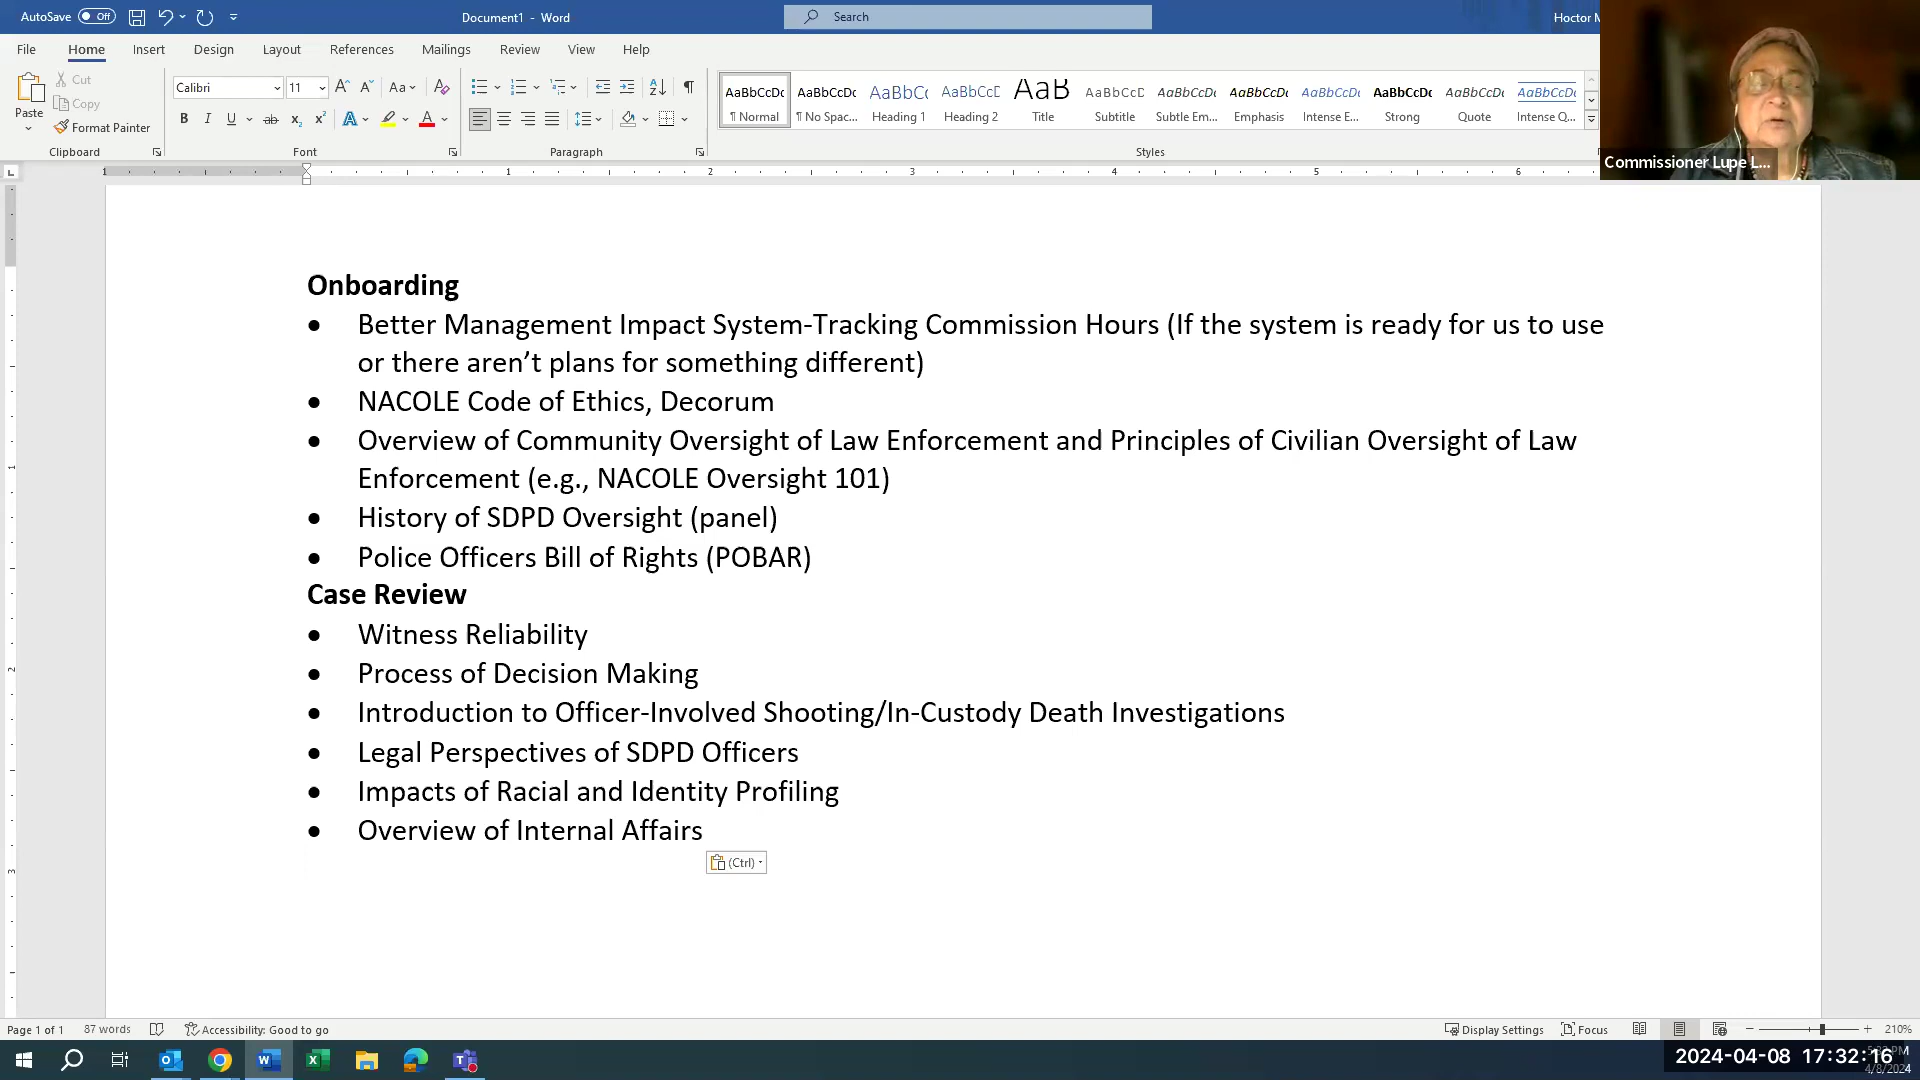 AutoSave Off Document1 - Word Search Hoctor M
File Home Insert Design Layout References Mailings Review View Help
Paste Cut Copy Format Painter
Calibri 11
AaBbCcDc AaBbCcDc AaBbC AaBbCcD AaB AaBbCcD AaBbCcDc AaBbCcDc AaBbCcDc AaBbCcDc AaBbCcDc AaBbCcDc
¶ Normal ¶ No Spac... Heading 1 Heading 2 Title Subtitle Subtle Em... Emphasis Intense E... Strong Quote Intense Q...
Clipboard Font Paragraph Styles
Commissioner Lupe L...
1 1 2 3 4 5 6
Onboarding
• Better Management Impact System-Tracking Commission Hours (If the system is ready for us to use
or there aren’t plans for something different)
• NACOLE Code of Ethics, Decorum
• Overview of Community Oversight of Law Enforcement and Principles of Civilian Oversight of Law
Enforcement (e.g., NACOLE Oversight 101)
• History of SDPD Oversight (panel)
• Police Officers Bill of Rights (POBAR)
Case Review
• Witness Reliability
• Process of Decision Making
• Introduction to Officer-Involved Shooting/In-Custody Death Investigations
• Legal Perspectives of SDPD Officers
• Impacts of Racial and Identity Profiling
• Overview of Internal Affairs
(Ctrl)
Page 1 of 1 87 words Accessibility: Good to go Display Settings Focus 210%
2024-04-08 17:32:16
4/8/2024